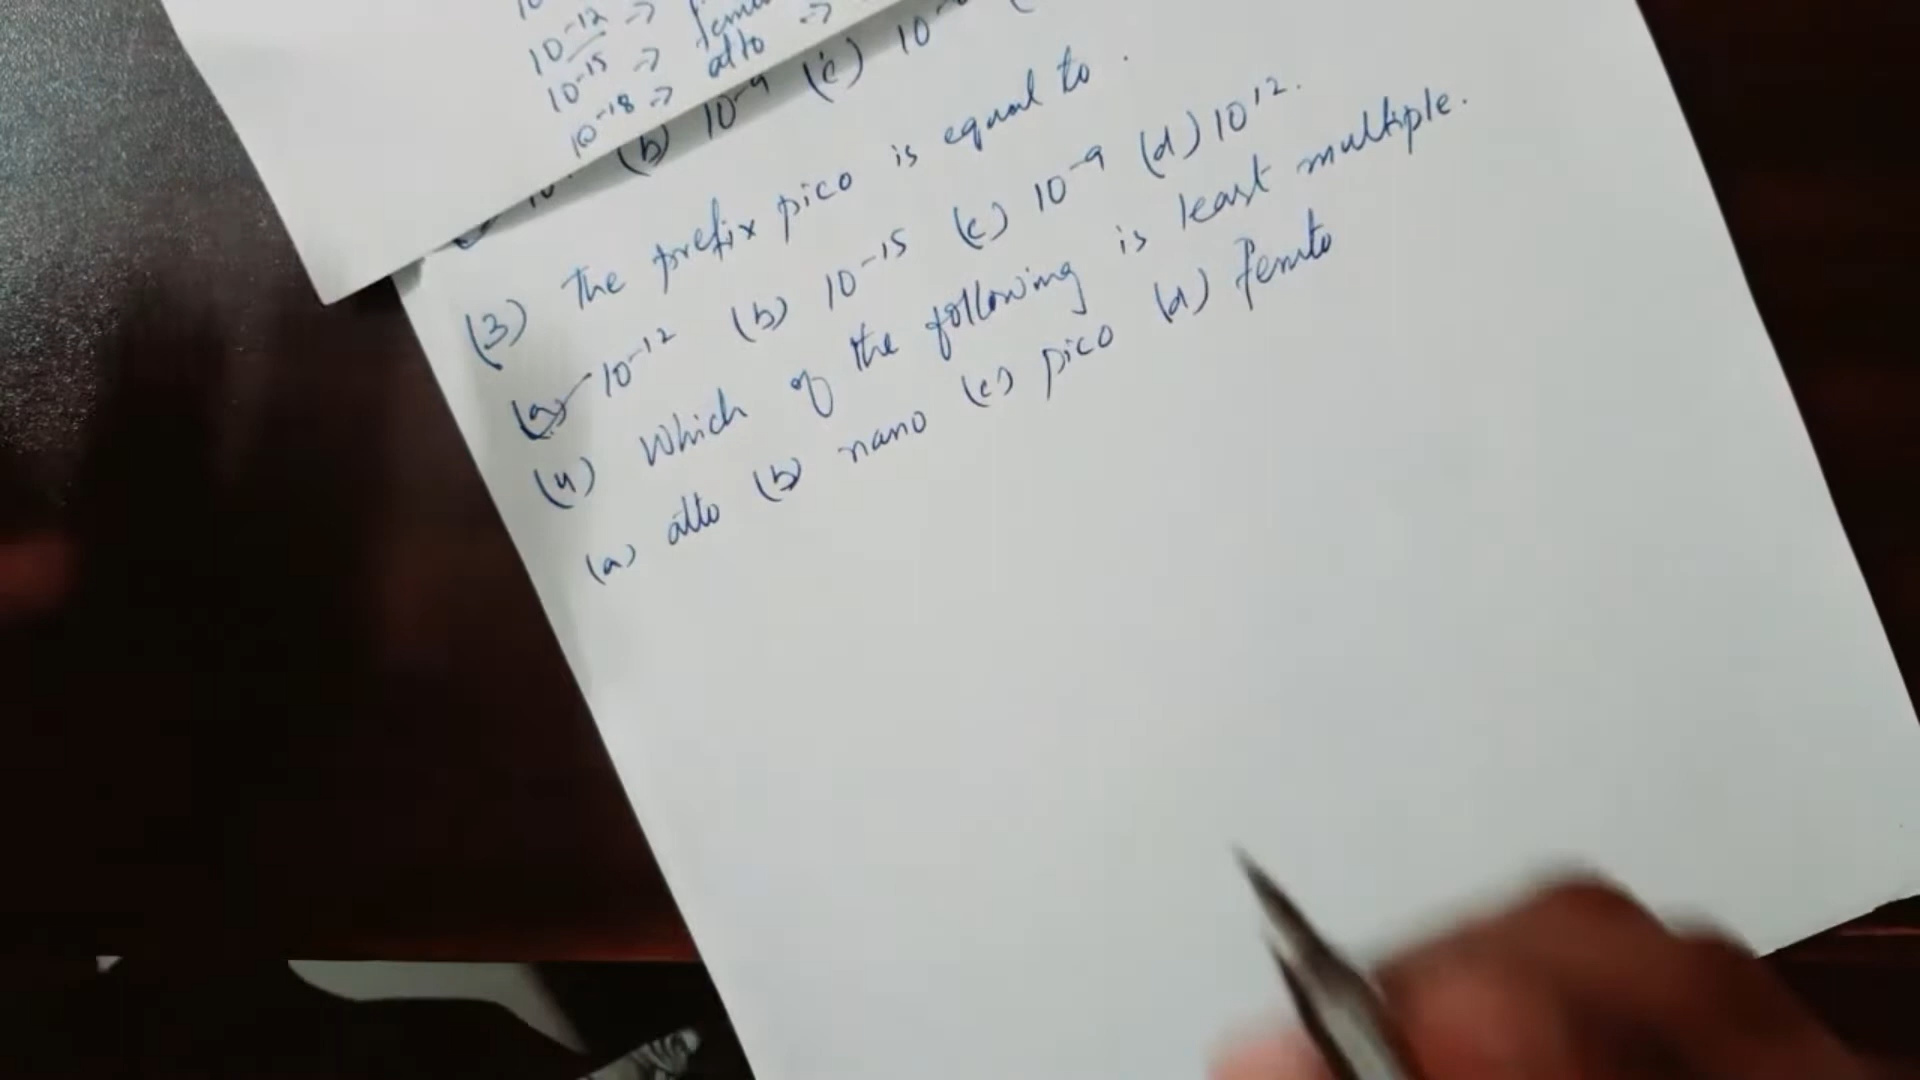 10⁻¹² →
10⁻¹⁵ →
10⁻¹⁸ → atto →
(b) 10⁻⁹ (c) 10
(3) The prefix pico is equal to .
(a) 10⁻¹² (b) 10⁻¹⁵ (c) 10⁻⁹ (d) 10¹².
(4) Which of the following is least multiple.
(a) atto (b) nano (c) pico (d) femto